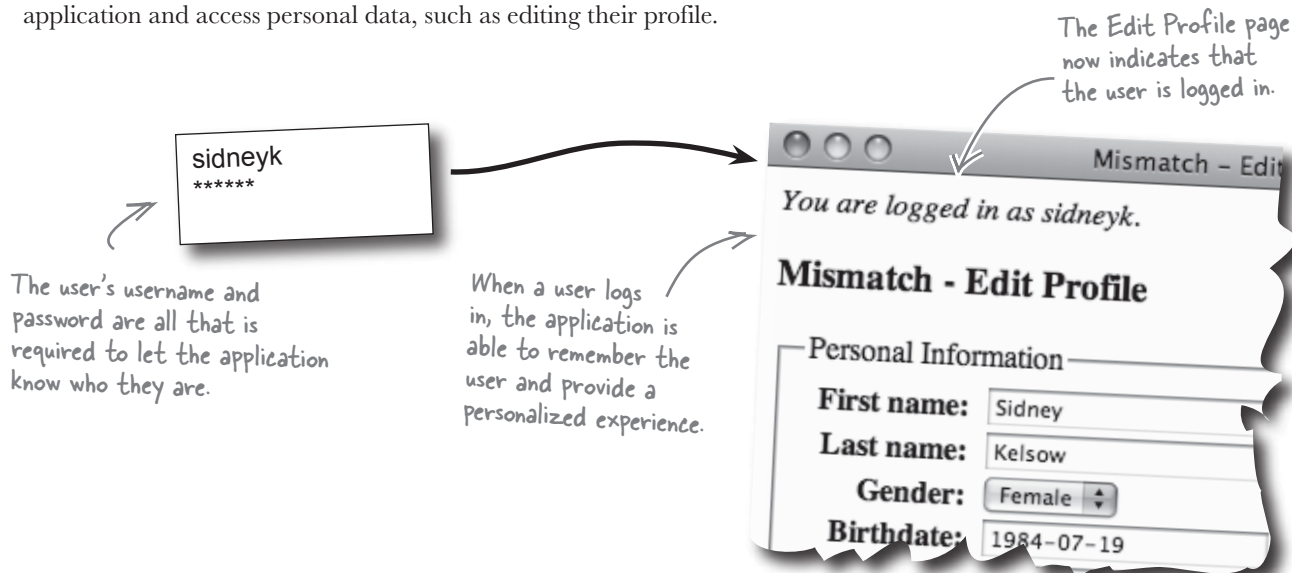 application and access personal data, such as editing their profile.
The Edit Profile page
now indicates that
the user is logged in.
sidneyk
******
The user's username and
password are all that is
required to let the application
know who they are.
When a user logs
in, the application is
able to remember the
user and provide a
personalized experience.
Mismatch - Edit
You are logged in as sidneyk.
Mismatch - Edit Profile
Personal Information
First name: Sidney
Last name: Kelsow
Gender: Female
Birthdate: 1984-07-19